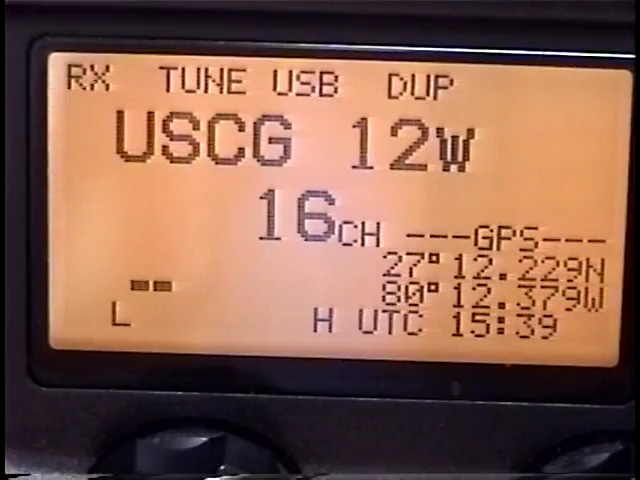 RX TUNE USB DUP
USCG 12W
16CH ---GPS---
27°12.229N
80°12.379W
L H UTC 15:39